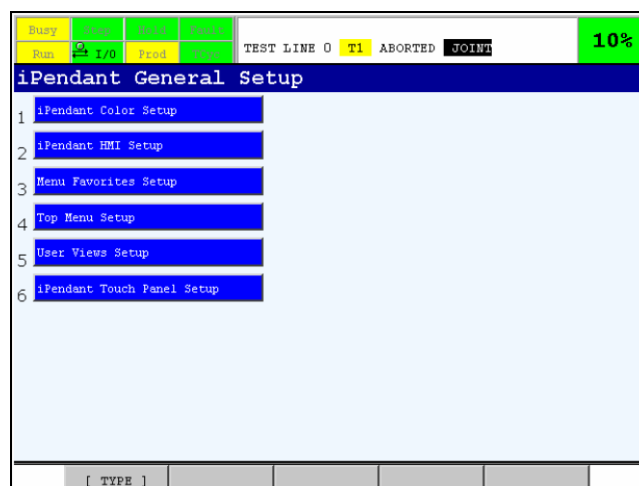 Busy Step Hold Fault
Run I/O Prod TCyc
TEST LINE 0 T1 ABORTED JOINT
10%
iPendant General Setup
1 iPendant Color Setup
2 iPendant HMI Setup
3 Menu Favorites Setup
4 Top Menu Setup
5 User Views Setup
6 iPendant Touch Panel Setup
[ TYPE ]